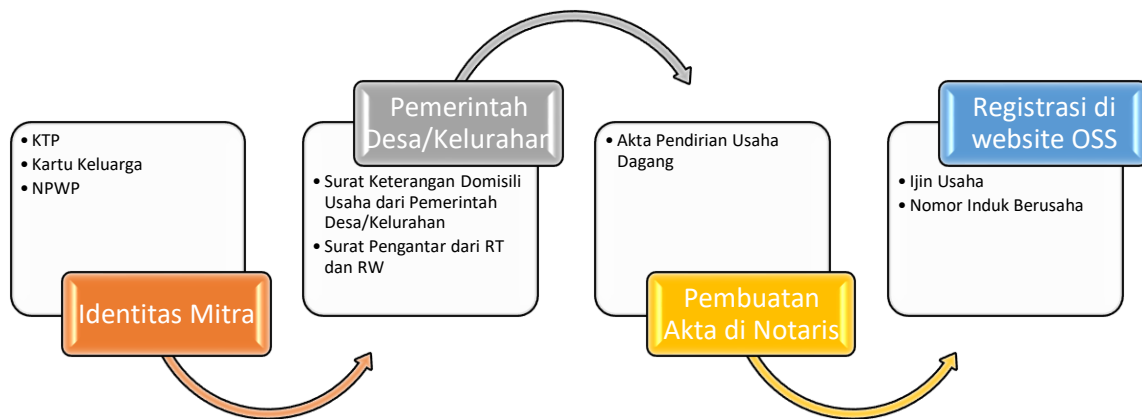 • KTP
• Kartu Keluarga
• NPWP
Identitas Mitra
Pemerintah
Desa/Kelurahan
• Surat Keterangan Domisili
Usaha dari Pemerintah
Desa/Kelurahan
• Surat Pengantar dari RT
dan RW
• Akta Pendirian Usaha
Dagang
Pembuatan
Akta di Notaris
Registrasi di
website OSS
• Ijin Usaha
• Nomor Induk Berusaha